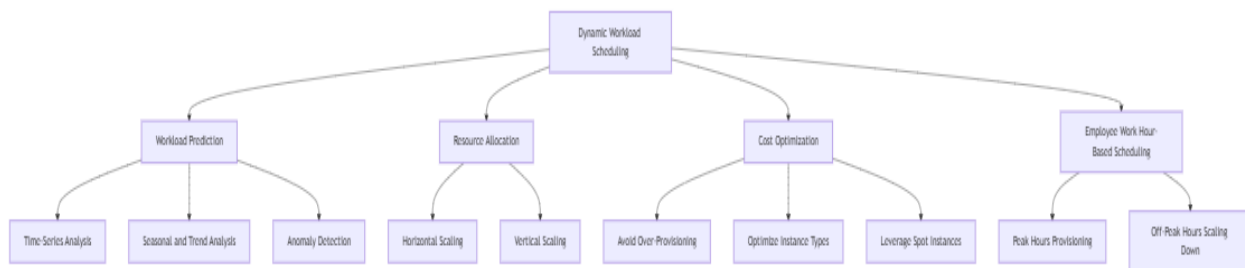 Dynamic Workload
Scheduling
Workload Prediction
Resource Allocation
Cost Optimization
Employee Work Hour-
Based Scheduling
Time-Series Analysis
Seasonal and Trend Analysis
Anomaly Detection
Horizontal Scaling
Vertical Scaling
Avoid Over-Provisioning
Optimize Instance Types
Leverage Spot Instances
Peak Hours Provisioning
Off-Peak Hours Scaling
Down